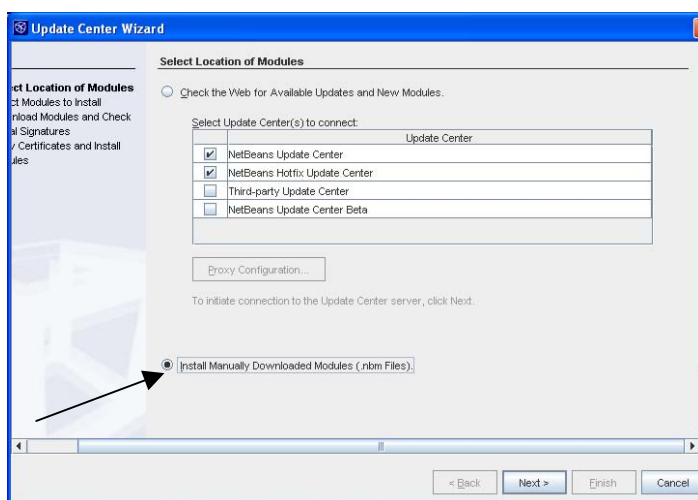 Update Center Wizard
ect Location of Modules
ct Modules to Install
nload Modules and Check
al Signatures
Certificates and Install
ules
Select Location of Modules
Check the Web for Available Updates and New Modules.
Select Update Center(s) to connect:
Update Center
NetBeans Update Center
NetBeans Hotfix Update Center
Third-party Update Center
NetBeans Update Center Beta
Proxy Configuration...
To initiate connection to the Update Center server, click Next.
Install Manually Downloaded Modules (.nbm Files).
< Back Next > Finish Cancel